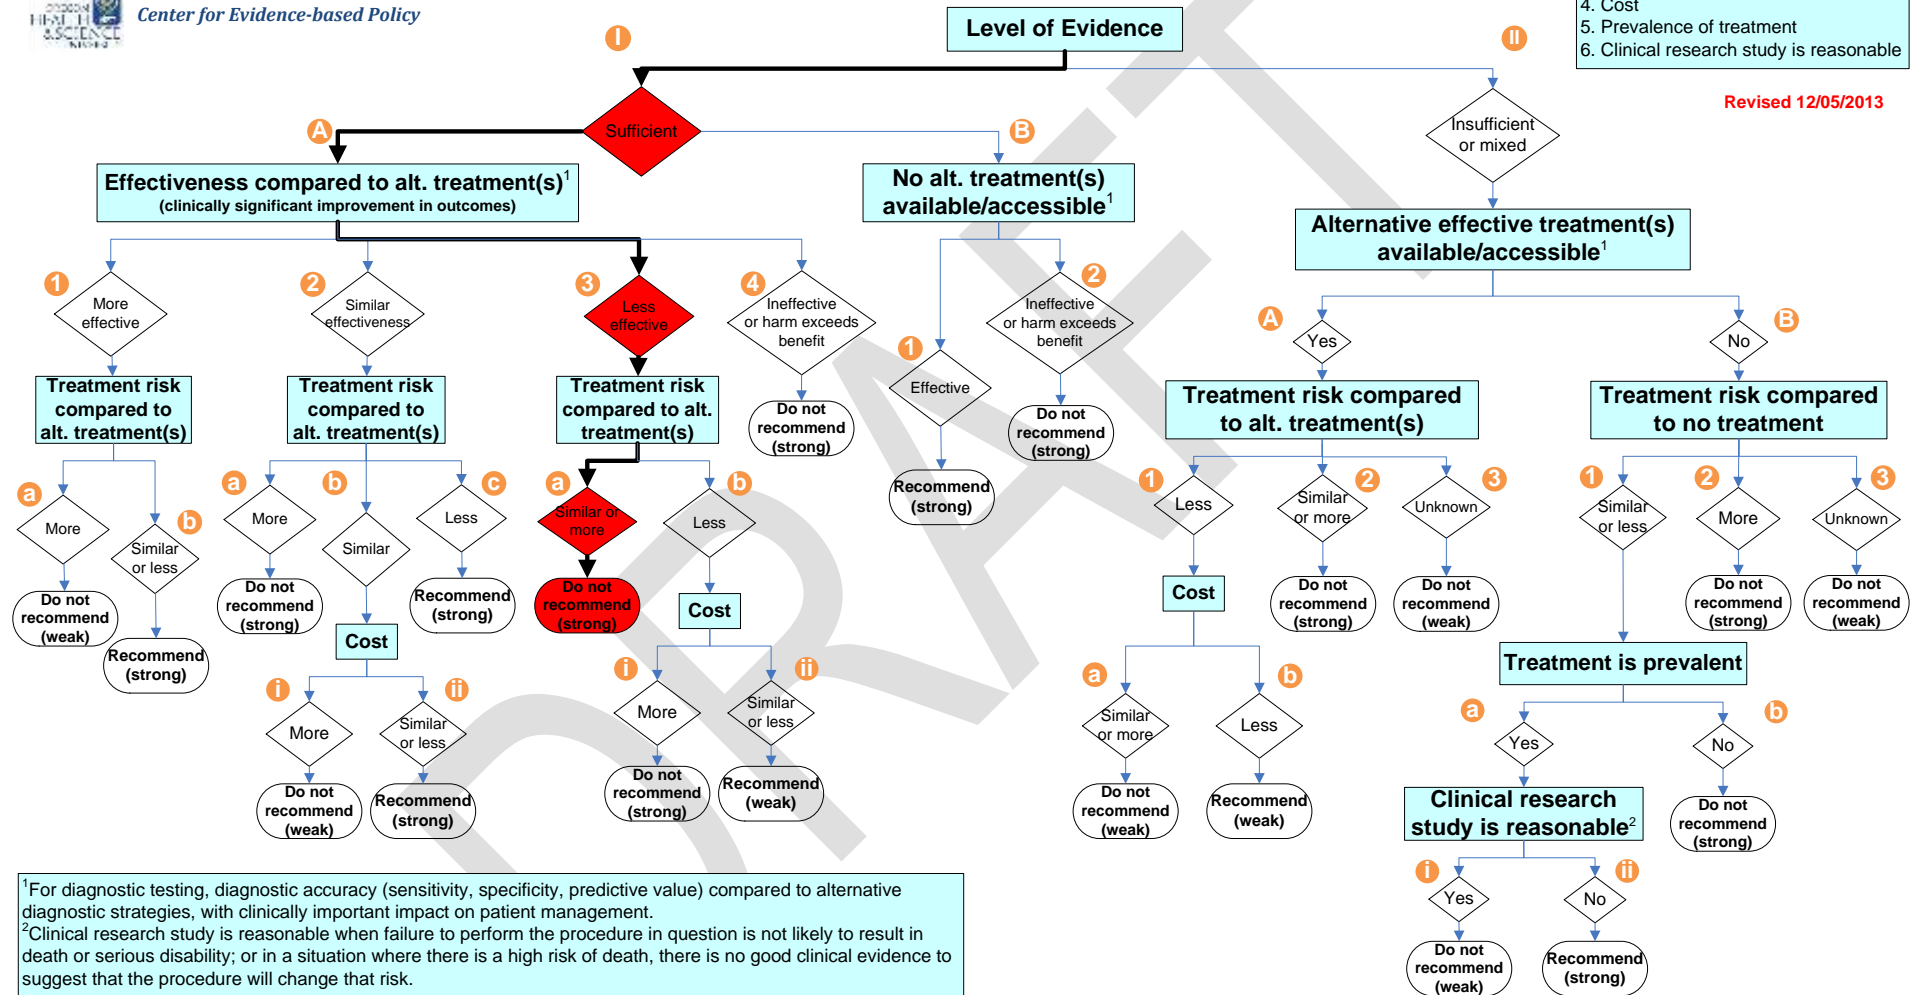 OREGON
HEALTH
& SCIENCE
UNIVERSITY
Center for Evidence-based Policy
4. Cost
5. Prevalence of treatment
6. Clinical research study is reasonable
Revised 12/05/2013
DRAFT
Level of Evidence
I
II
Sufficient
Insufficient
or mixed
A
B
Effectiveness compared to alt. treatment(s)1
(clinically significant improvement in outcomes)
No alt. treatment(s)
available/accessible1
Alternative effective treatment(s)
available/accessible1
1
More
effective
2
Similar
effectiveness
3
Less
effective
4
Ineffective
or harm exceeds
benefit
Do not
recommend
(strong)
1
Effective
Recommend
(strong)
2
Ineffective
or harm exceeds
benefit
Do not
recommend
(strong)
A
Yes
B
No
Treatment risk
compared to
alt. treatment(s)
Treatment risk
compared to
alt. treatment(s)
Treatment risk
compared to alt.
treatment(s)
Treatment risk compared
to alt. treatment(s)
Treatment risk compared
to no treatment
a
More
Do not
recommend
(weak)
b
Similar
or less
Recommend
(strong)
a
More
Do not
recommend
(strong)
b
Similar
Cost
c
Less
Recommend
(strong)
i
More
Do not
recommend
(weak)
ii
Similar
or less
Recommend
(strong)
a
Similar or
more
Do not
recommend
(strong)
b
Less
Cost
i
More
Do not
recommend
(strong)
ii
Similar
or less
Recommend
(weak)
1
Less
Cost
2
Similar
or more
Do not
recommend
(strong)
3
Unknown
Do not
recommend
(weak)
a
Similar
or more
Do not
recommend
(weak)
b
Less
Recommend
(weak)
1
Similar
or less
2
More
Do not
recommend
(strong)
3
Unknown
Do not
recommend
(weak)
Treatment is prevalent
a
Yes
b
No
Do not
recommend
(strong)
Clinical research
study is reasonable2
i
Yes
Do not
recommend
(weak)
ii
No
Recommend
(strong)
1For diagnostic testing, diagnostic accuracy (sensitivity, specificity, predictive value) compared to alternative
diagnostic strategies, with clinically important impact on patient management.
2Clinical research study is reasonable when failure to perform the procedure in question is not likely to result in
death or serious disability; or in a situation where there is a high risk of death, there is no good clinical evidence to
suggest that the procedure will change that risk.